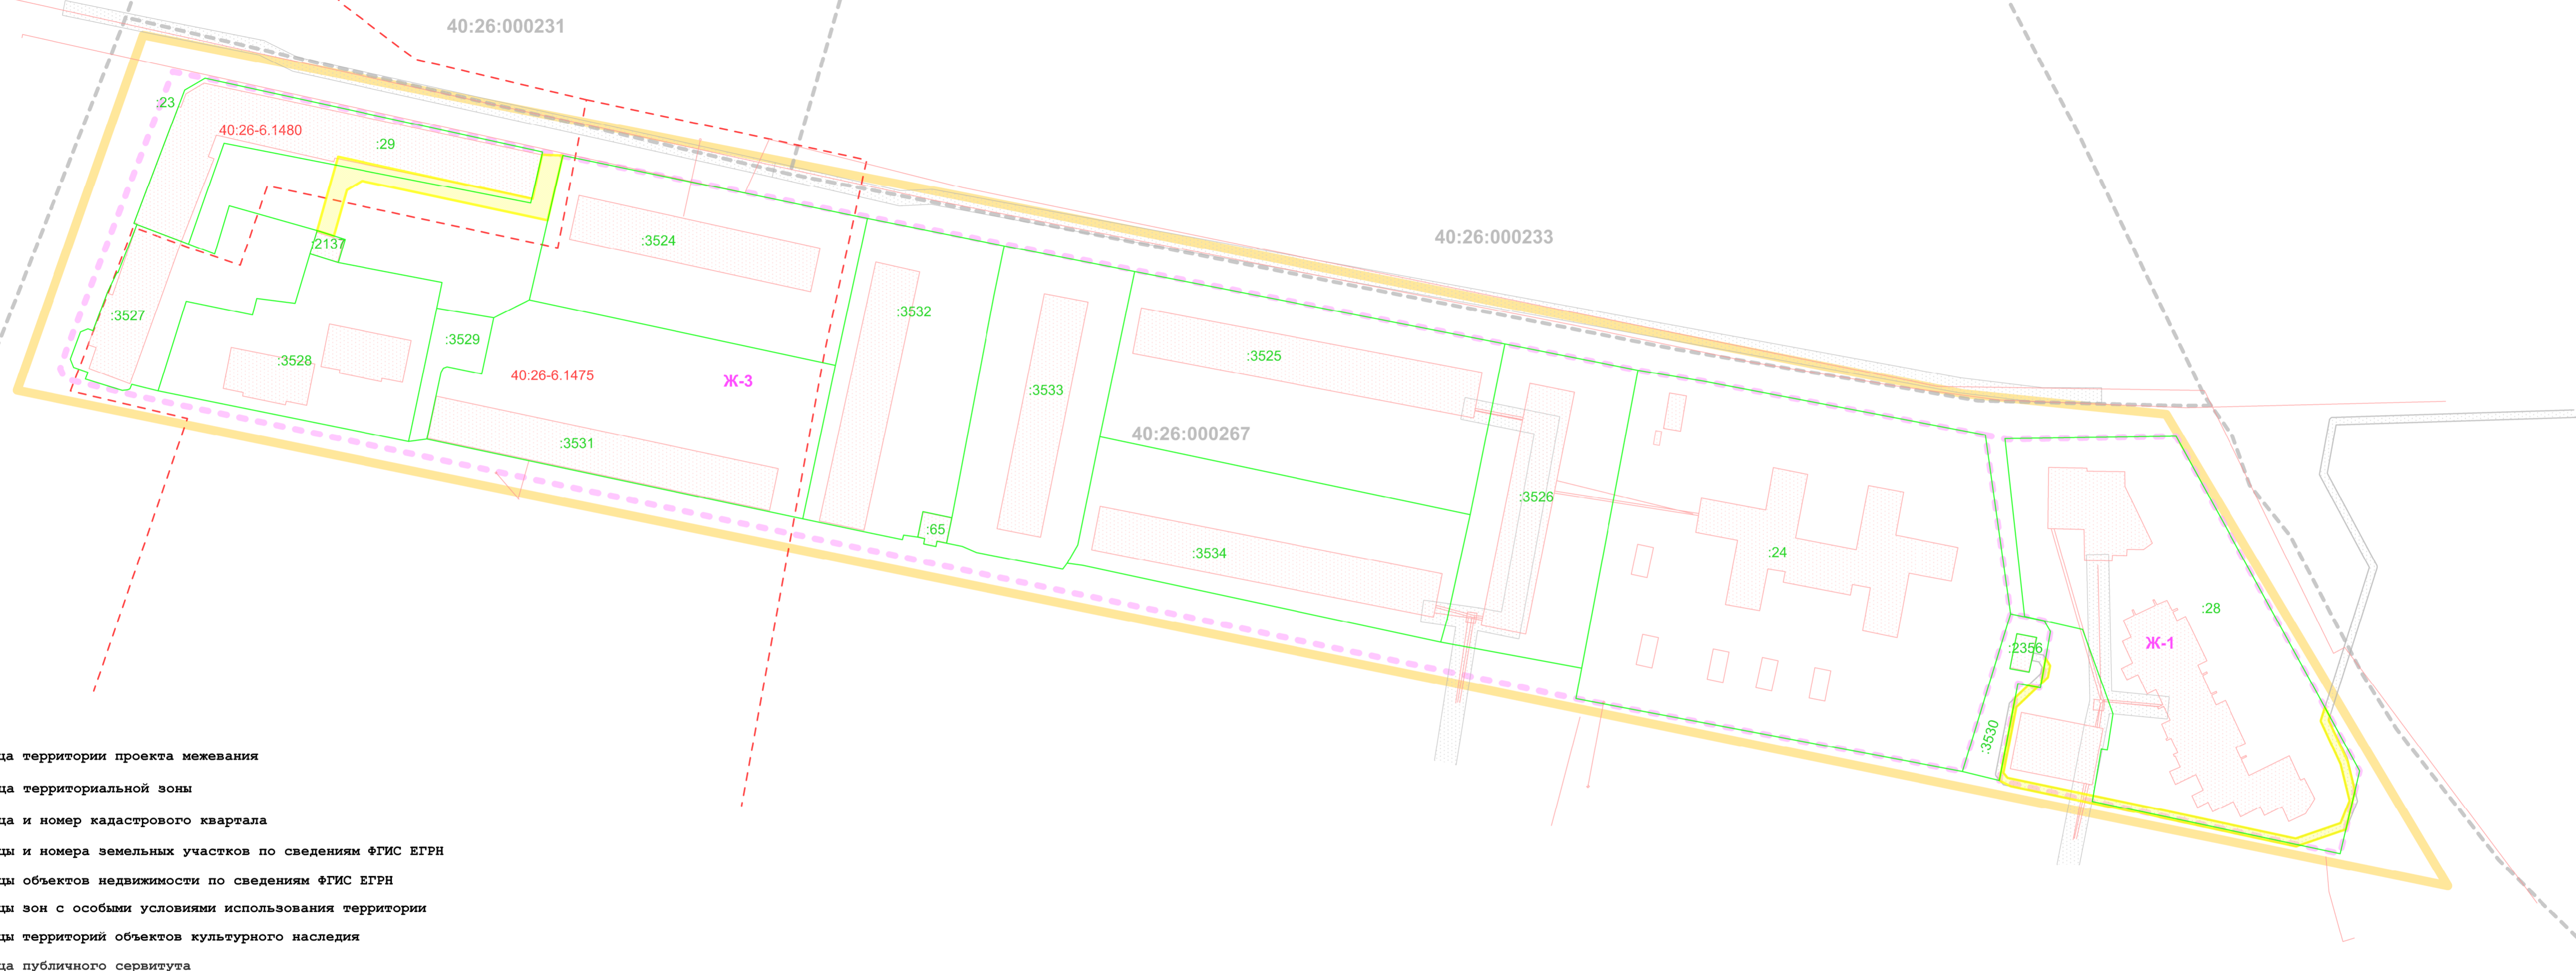 40:26:000231
:23
40:26-6.1480
:29
40:26:000233
:3524
:2137
:3532
:3527
:3529
:3525
:3528
40:26-6.1475
Ж-3
:3533
40:26:000267
:3531
:3526
:65
:3534
:24
:28
Ж-1
:2356
:3530
ца территории проекта межевания
ца территориальной зоны
ца и номер кадастрового квартала
цы и номера земельных участков по сведениям ФГИС ЕГРН
цы объектов недвижимости по сведениям ФГИС ЕГРН
цы зон с особыми условиями использования территории
цы территорий объектов культурного наследия
ца публичного сервитута